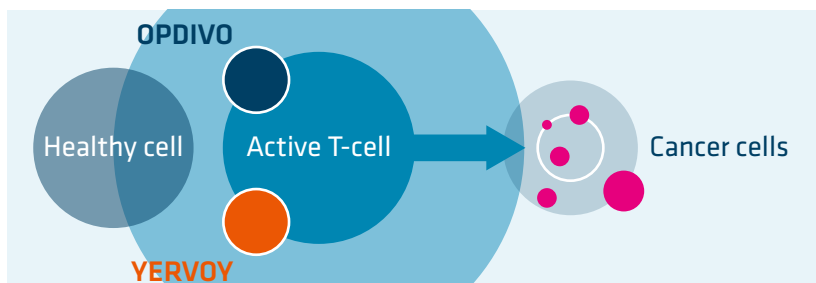 OPDIVO
Healthy cell
Active T-cell
Cancer cells
YERVOY